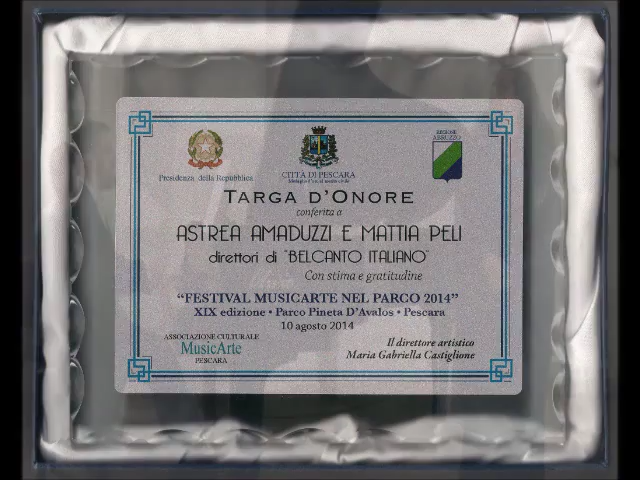 Presidenza della Repubblica
CITTÀ DI PESCARA
REGIONE
ABRUZZO
TARGA D'ONORE
conferita a
ASTREA AMADUZZI E MATTIA PELI
direttori di "BELCANTO ITALIANO"
Con stima e gratitudine
“FESTIVAL MUSICARTE NEL PARCO 2014”
XIX edizione • Parco Pineta D'Avalos • Pescara
10 agosto 2014
ASSOCIAZIONE CULTURALE
MusicArte
PESCARA
Il direttore artistico
Maria Gabriella Castiglione